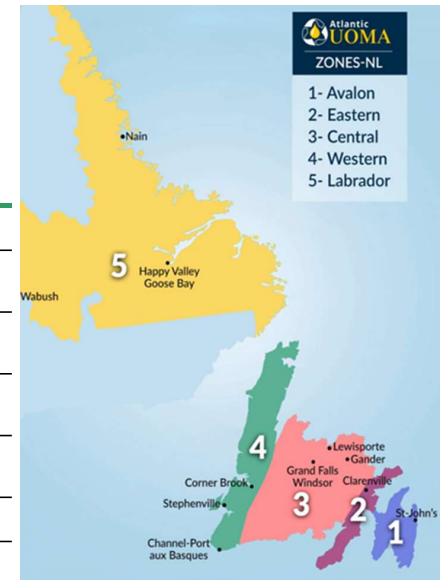 Atlantic
UOMA
ZONES-NL
1- Avalon
2- Eastern
3- Central
4- Western
5- Labrador
Nain
5
Happy Valley
Goose Bay
Wabush
4
Lewisporte
Gander
Grand Falls
Windsor
Corner Brook
Clarenville
Stephenville
3
2
St-John's
1
Channel-Port
aux Basques